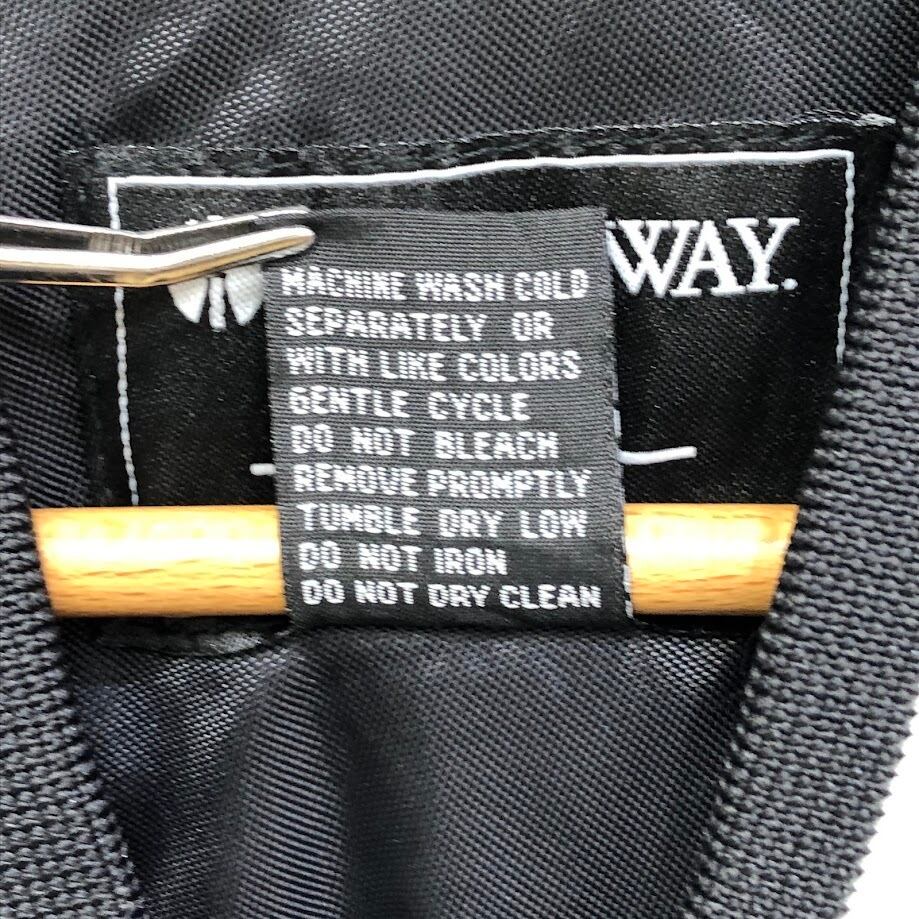 WAY.
MACHINE WASH COLD
SEPARATELY OR
WITH LIKE COLORS
GENTLE CYCLE
DO NOT BLEACH
REMOVE PROMPTLY
TUMBLE DRY LOW
DO NOT IRON
DO NOT DRY CLEAN